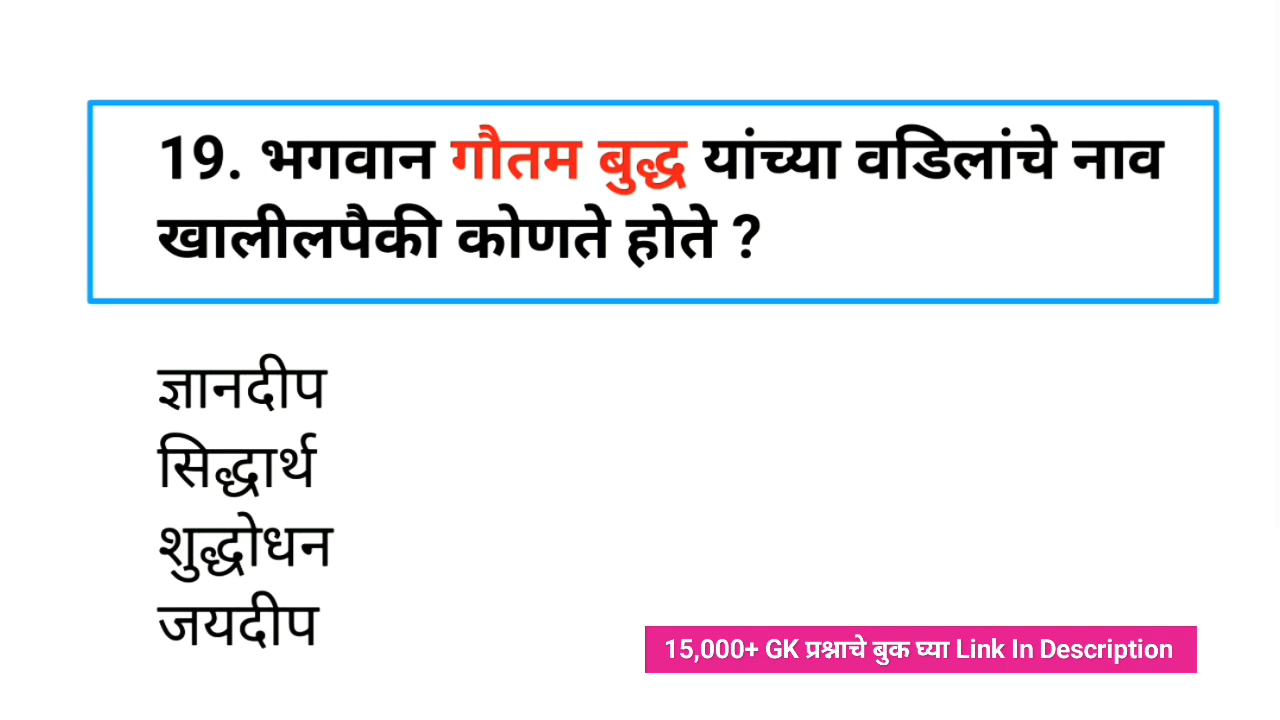 19. भगवान गौतम बुद्ध यांच्या वडिलांचे नाव
खालीलपैकी कोणते होते ?
ज्ञानदीप
सिद्धार्थ
शुद्धोधन
जयदीप
15,000+ GK प्रश्नाचे बुक घ्या Link In Description